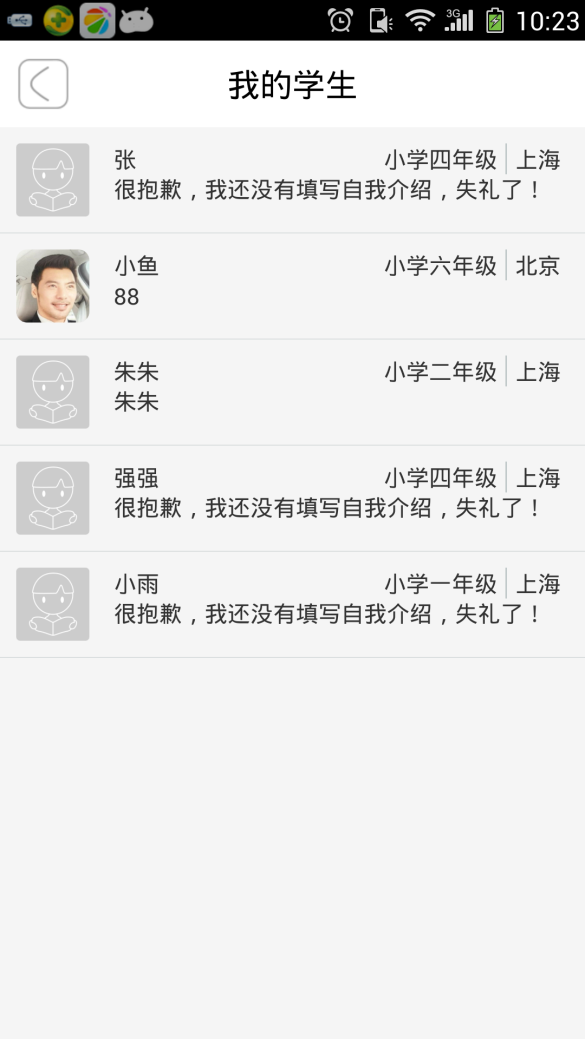 3G 10:23
我的学生
张 小学四年级 上海
很抱歉，我还没有填写自我介绍，失礼了！
小鱼 小学六年级 北京
88
朱朱 小学二年级 上海
朱朱
强强 小学四年级 上海
很抱歉，我还没有填写自我介绍，失礼了！
小雨 小学一年级 上海
很抱歉，我还没有填写自我介绍，失礼了！